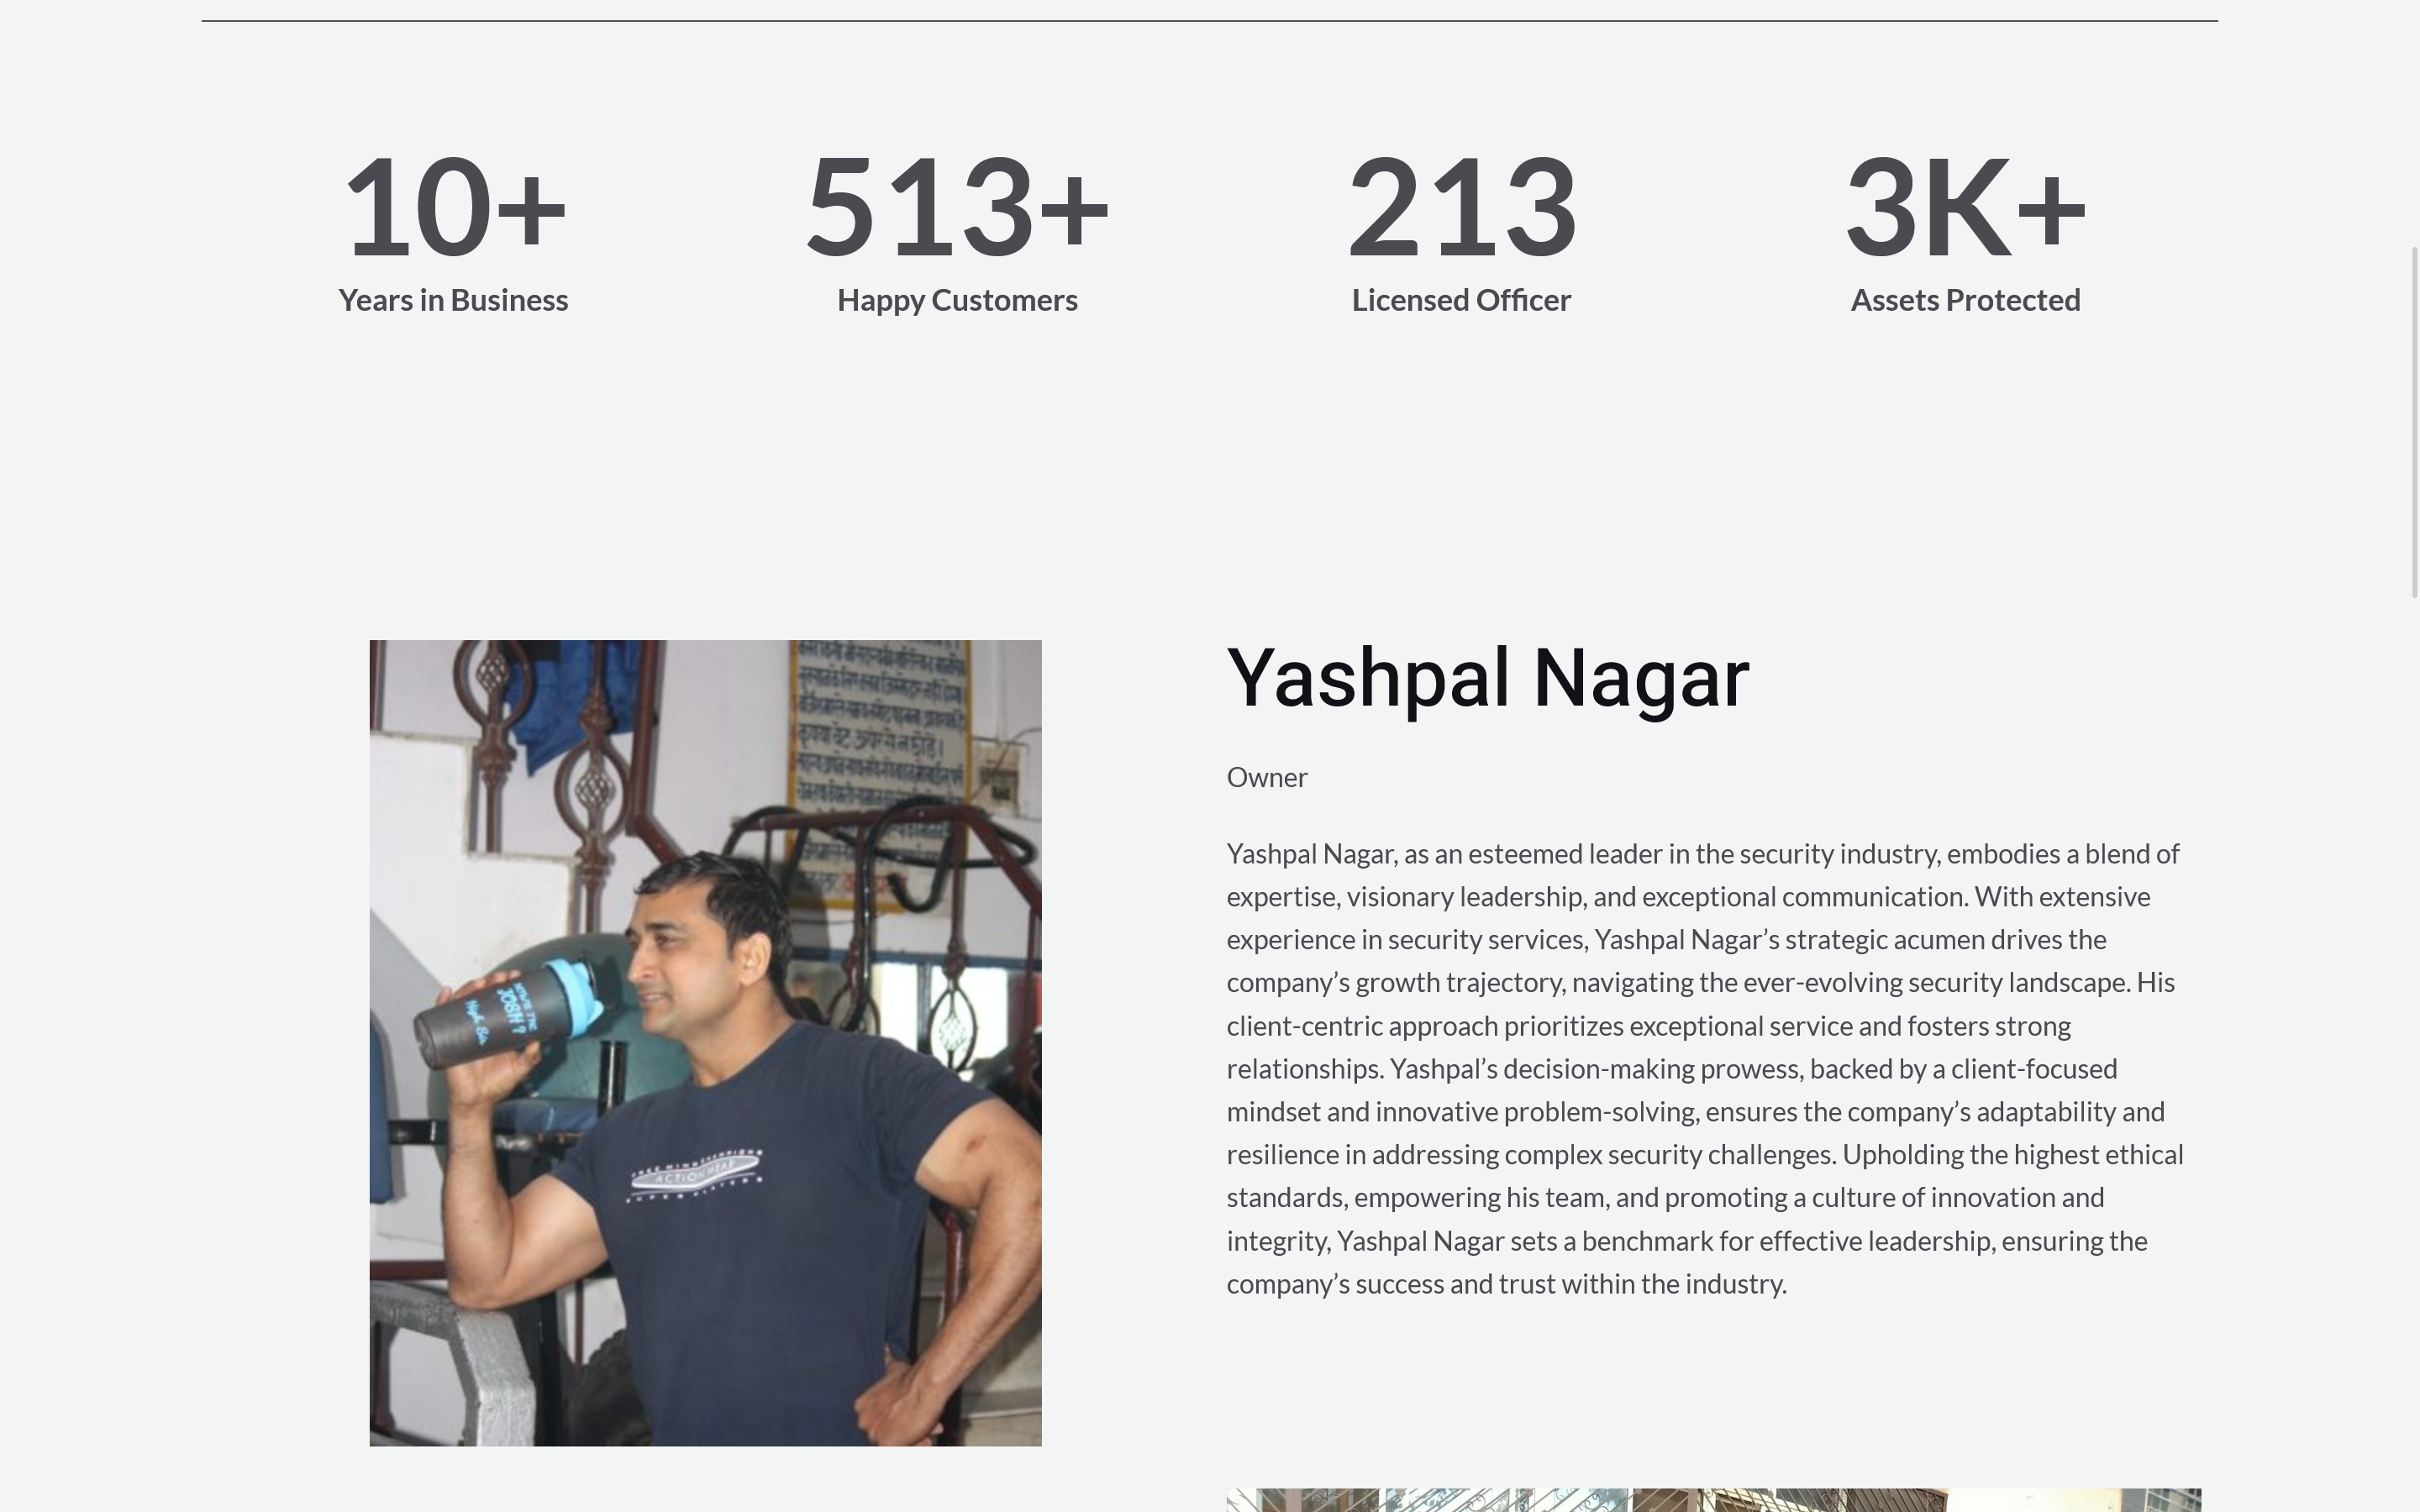 10+
Years in Business
513+
Happy Customers
213
Licensed Officer
3K+
Assets Protected
Yashpal Nagar
Owner
Yashpal Nagar, as an esteemed leader in the security industry, embodies a blend of
expertise, visionary leadership, and exceptional communication. With extensive
experience in security services, Yashpal Nagar’s strategic acumen drives the
company’s growth trajectory, navigating the ever-evolving security landscape. His
client-centric approach prioritizes exceptional service and fosters strong
relationships. Yashpal’s decision-making prowess, backed by a client-focused
mindset and innovative problem-solving, ensures the company’s adaptability and
resilience in addressing complex security challenges. Upholding the highest ethical
standards, empowering his team, and promoting a culture of innovation and
integrity, Yashpal Nagar sets a benchmark for effective leadership, ensuring the
company’s success and trust within the industry.
JOSH ?
High Sir
ACTION